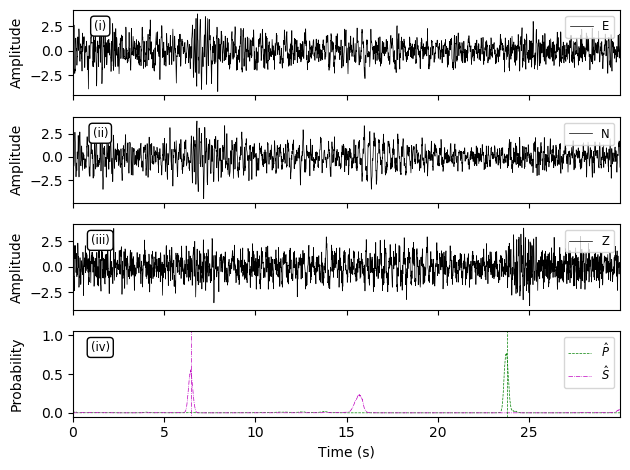 Amplitude
2.5
0.0
−2.5
(i)
E
Amplitude
2.5
0.0
−2.5
(ii)
N
Amplitude
2.5
0.0
−2.5
(iii)
Z
Probability
1.0
0.5
0.0
(iv)
P̂
Ŝ
0 5 10 15 20 25
Time (s)